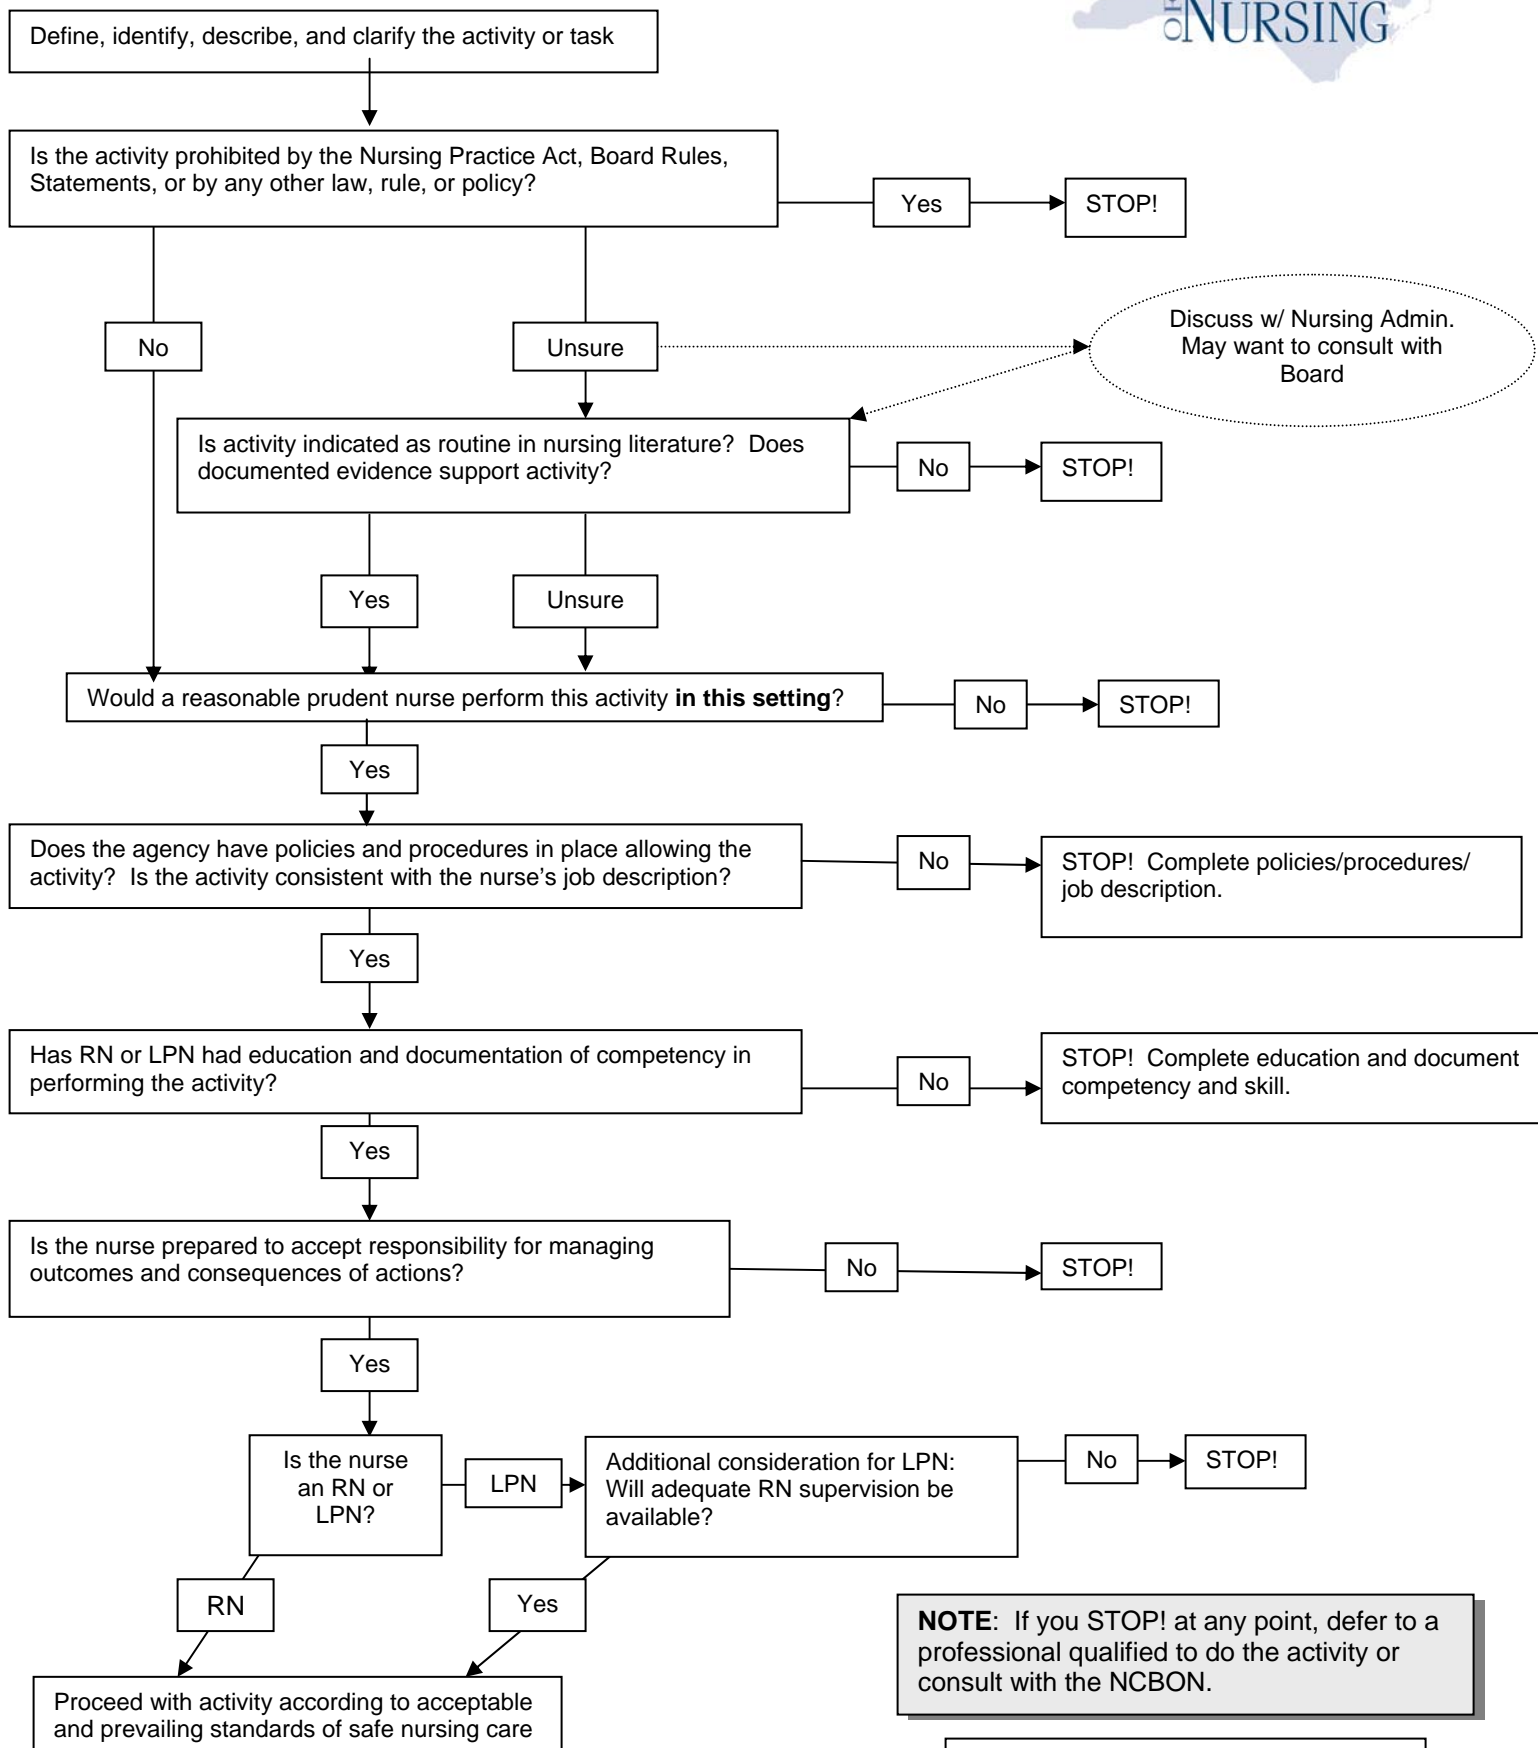 OF
NURSING
Define, identify, describe, and clarify the activity or task
Is the activity prohibited by the Nursing Practice Act, Board Rules,
Statements, or by any other law, rule, or policy?
Yes
STOP!
No
Unsure
Discuss w/ Nursing Admin.
May want to consult with
Board
Is activity indicated as routine in nursing literature?  Does
documented evidence support activity?
No
STOP!
Yes
Unsure
Would a reasonable prudent nurse perform this activity in this setting?
No
STOP!
Yes
Does the agency have policies and procedures in place allowing the
activity?  Is the activity consistent with the nurse's job description?
No
STOP!  Complete policies/procedures/
job description.
Yes
Has RN or LPN had education and documentation of competency in
performing the activity?
No
STOP!  Complete education and document
competency and skill.
Yes
Is the nurse prepared to accept responsibility for managing
outcomes and consequences of actions?
No
STOP!
Yes
Is the nurse
an RN or
LPN?
LPN
Additional consideration for LPN:
Will adequate RN supervision be
available?
No
STOP!
RN
Yes
NOTE:  If you STOP! at any point, defer to a
professional qualified to do the activity or
consult with the NCBON.
Proceed with activity according to acceptable
and prevailing standards of safe nursing care